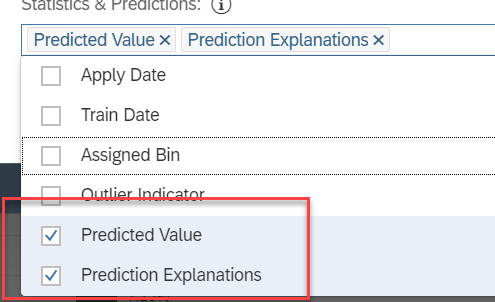 Statistics & Predictions: ⓘ
Predicted Value × Prediction Explanations ×
Apply Date
Train Date
Assigned Bin
Outlier Indicator
Predicted Value
Prediction Explanations